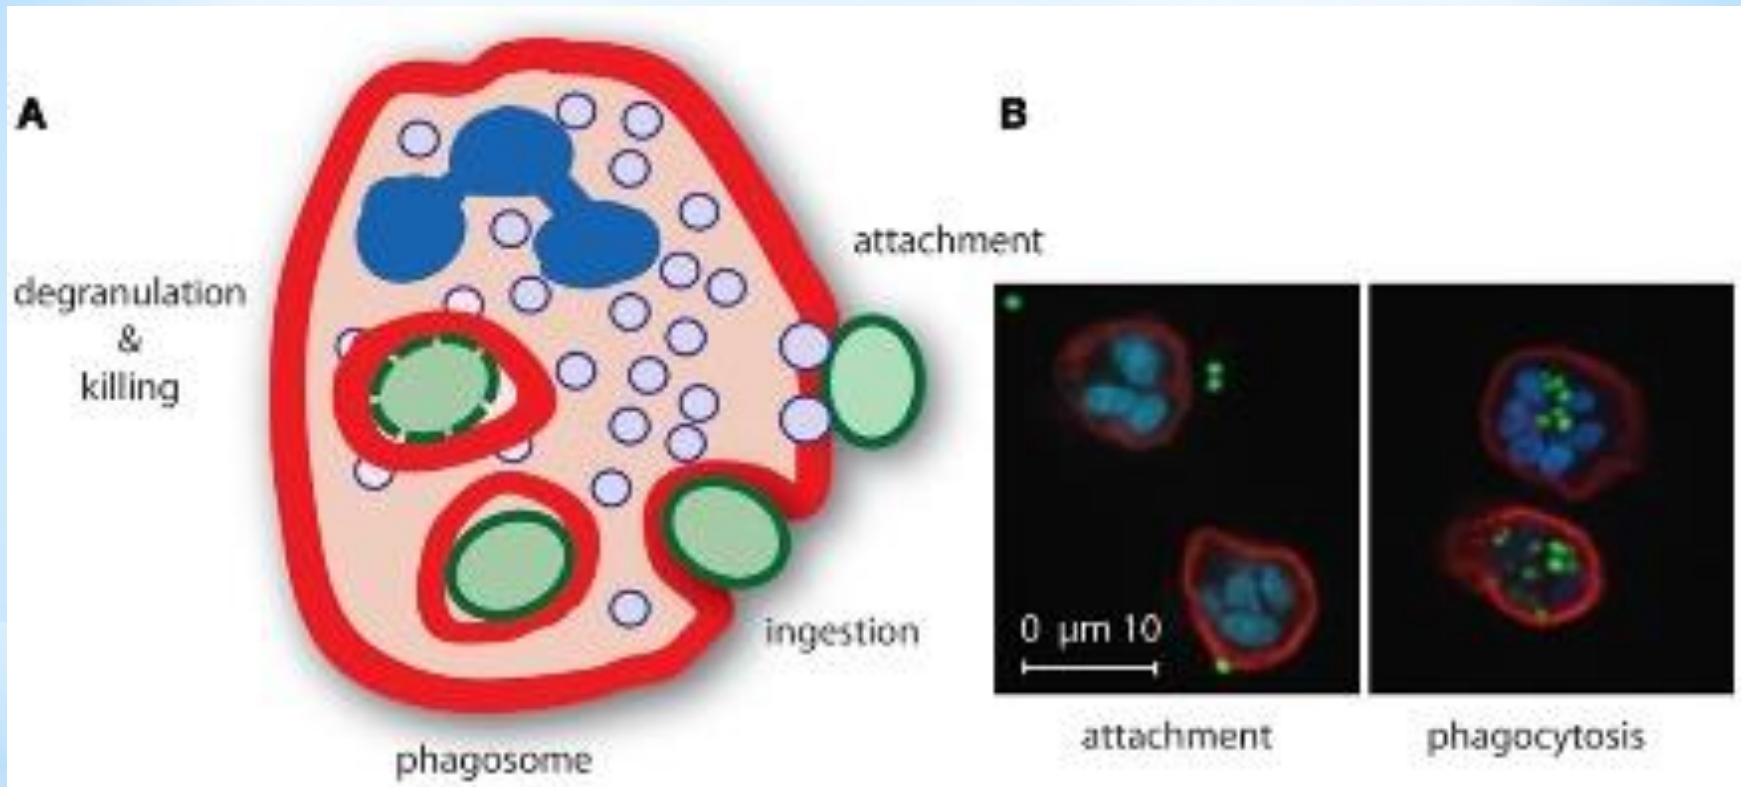 A
B
attachment
degranulation
&
killing
ingestion
phagosome
0 μm 10
attachment
phagocytosis